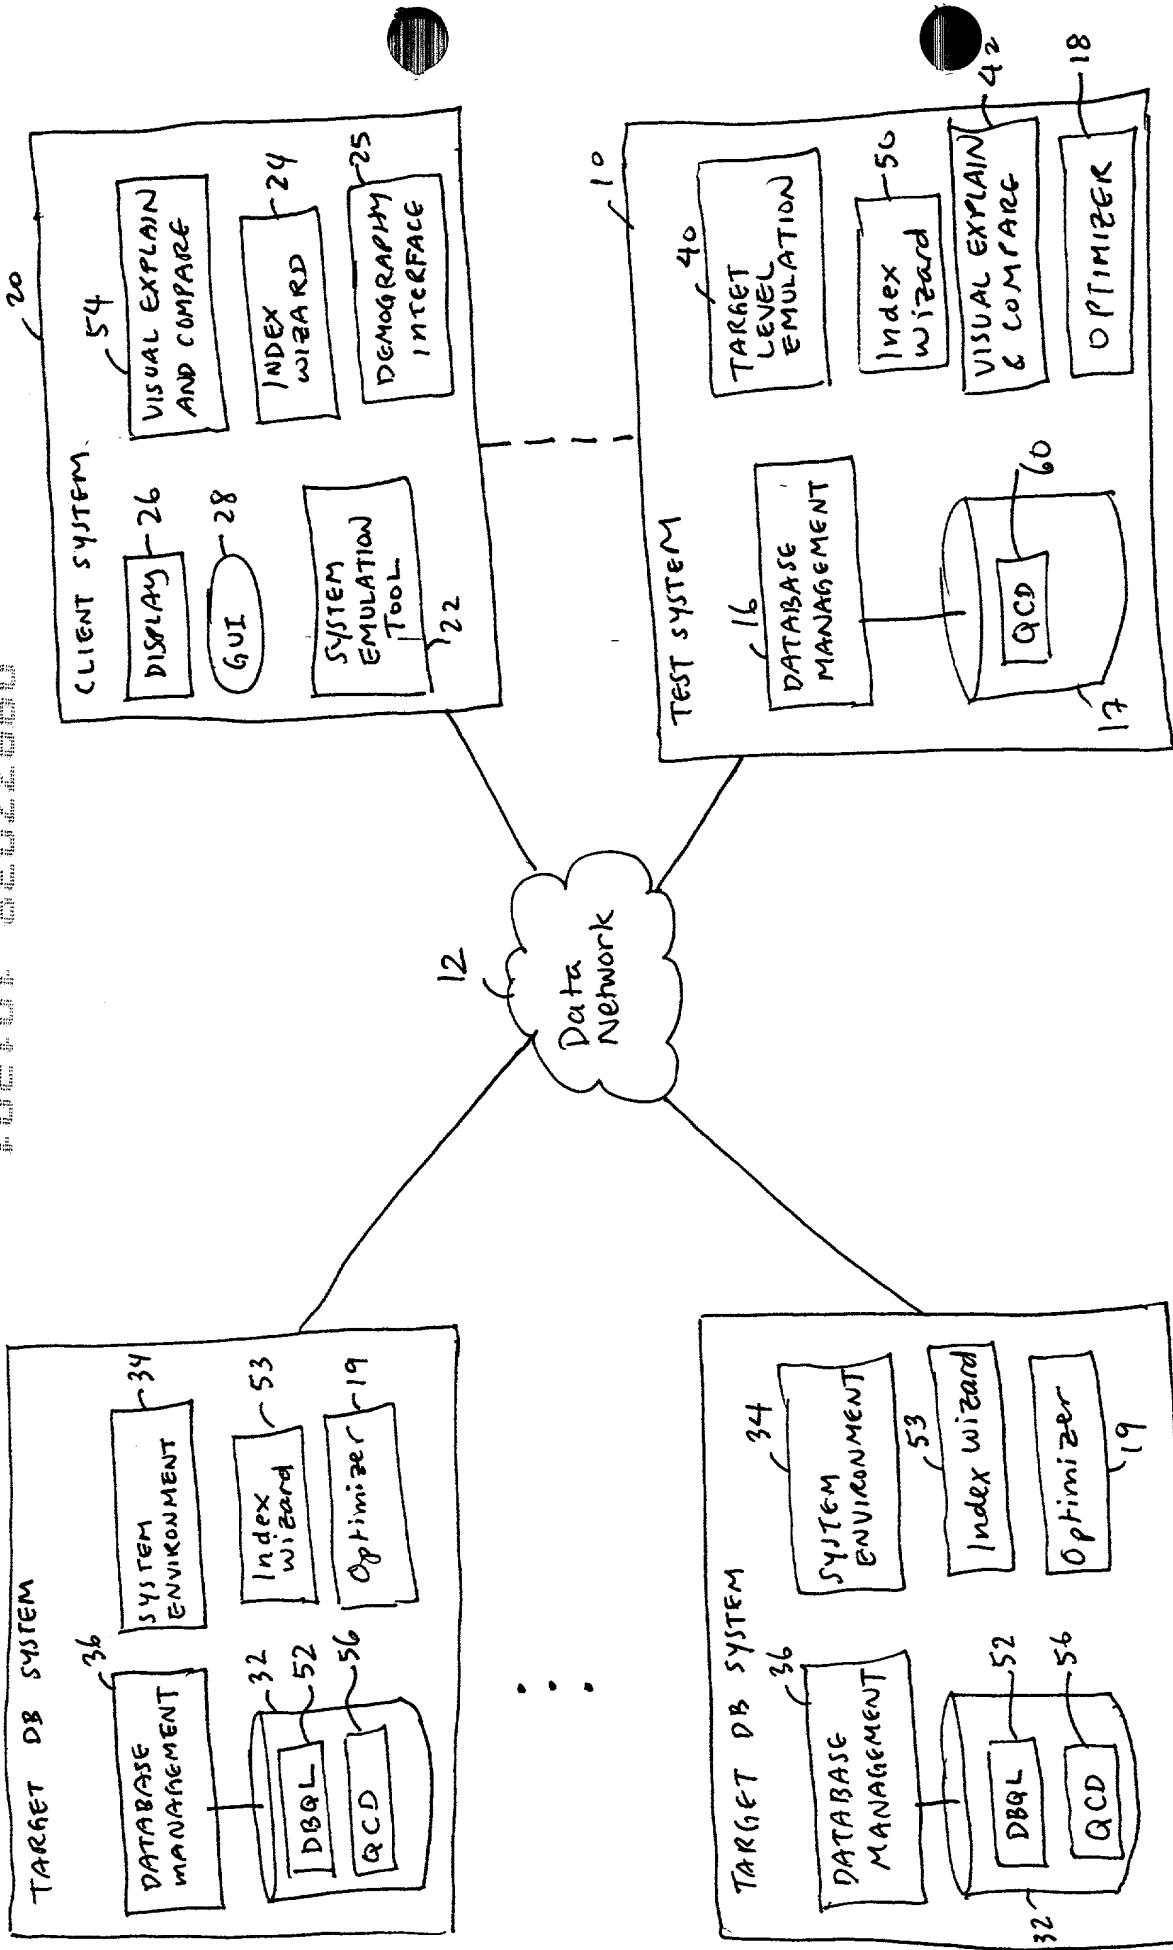 TARGET DB SYSTEM
36
DATABASE
MANAGEMENT
SYSTEM
ENVIRONMENT
34
32
DBQL
52
QCD
56
Index
Wizard
53
Optimizer
19
TARGET DB SYSTEM
36
DATABASE
MANAGEMENT
34
SYSTEM
ENVIRONMENT
53
Index Wizard
Optimizer
19
DBQL
52
QCD
56
32
12
Data
Network
20
CLIENT SYSTEM
DISPLAY
26
GUI
28
SYSTEM
EMULATION
TOOL
22
54
VISUAL EXPLAIN
AND COMPARE
INDEX
WIZARD
24
DEMOGRAPHY
INTERFACE
25
10
TEST SYSTEM
16
DATABASE
MANAGEMENT
QCD
60
17
40
TARGET
LEVEL
EMULATION
Index
Wizard
50
VISUAL EXPLAIN
& COMPARE
42
OPTIMIZER
18